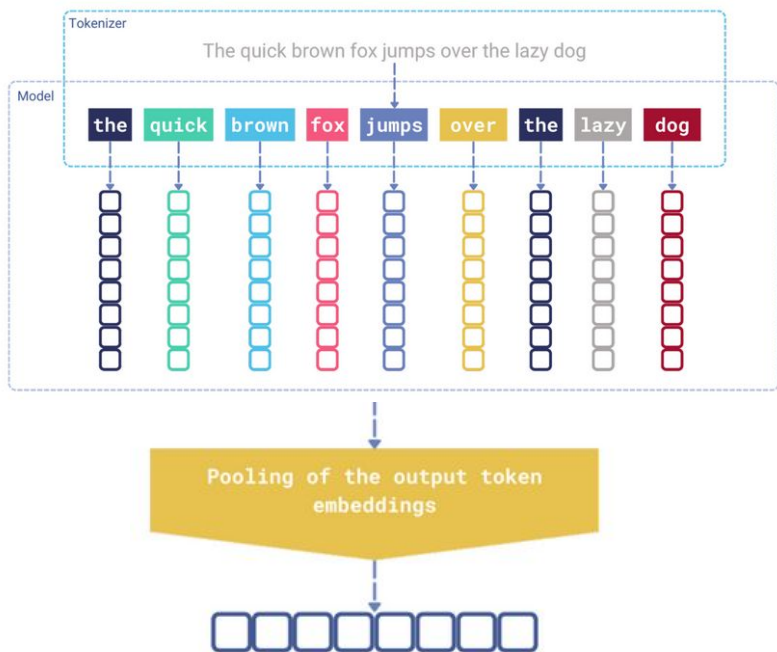 Tokenizer
The quick brown fox jumps over the lazy dog
Model
the quick brown fox jumps over the lazy dog
Pooling of the output token
embeddings